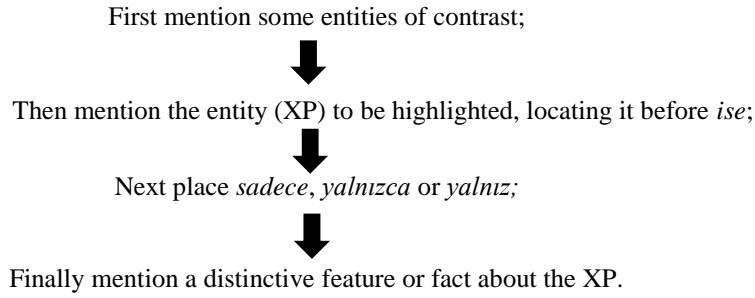 First mention some entities of contrast;
Then mention the entity (XP) to be highlighted, locating it before ise;
Next place sadece, yalnızca or yalnız;
Finally mention a distinctive feature or fact about the XP.